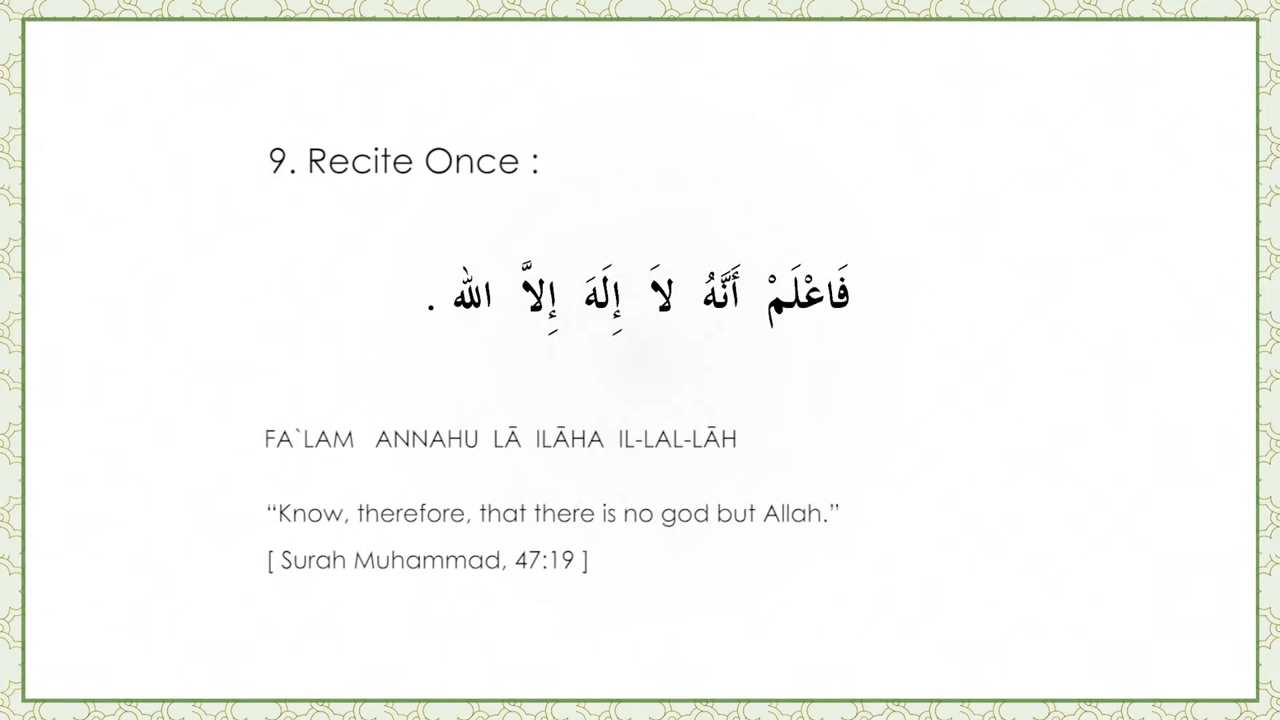 9. Recite Once :
فَاعْلَمْ أَنَّهُ لاَ إِلَهَ إِلاَّ الله .
FA`LAM ANNAHU LĀ ILĀHA IL-LAL-LĀH
“Know, therefore, that there is no god but Allah.”
[ Surah Muhammad, 47:19 ]